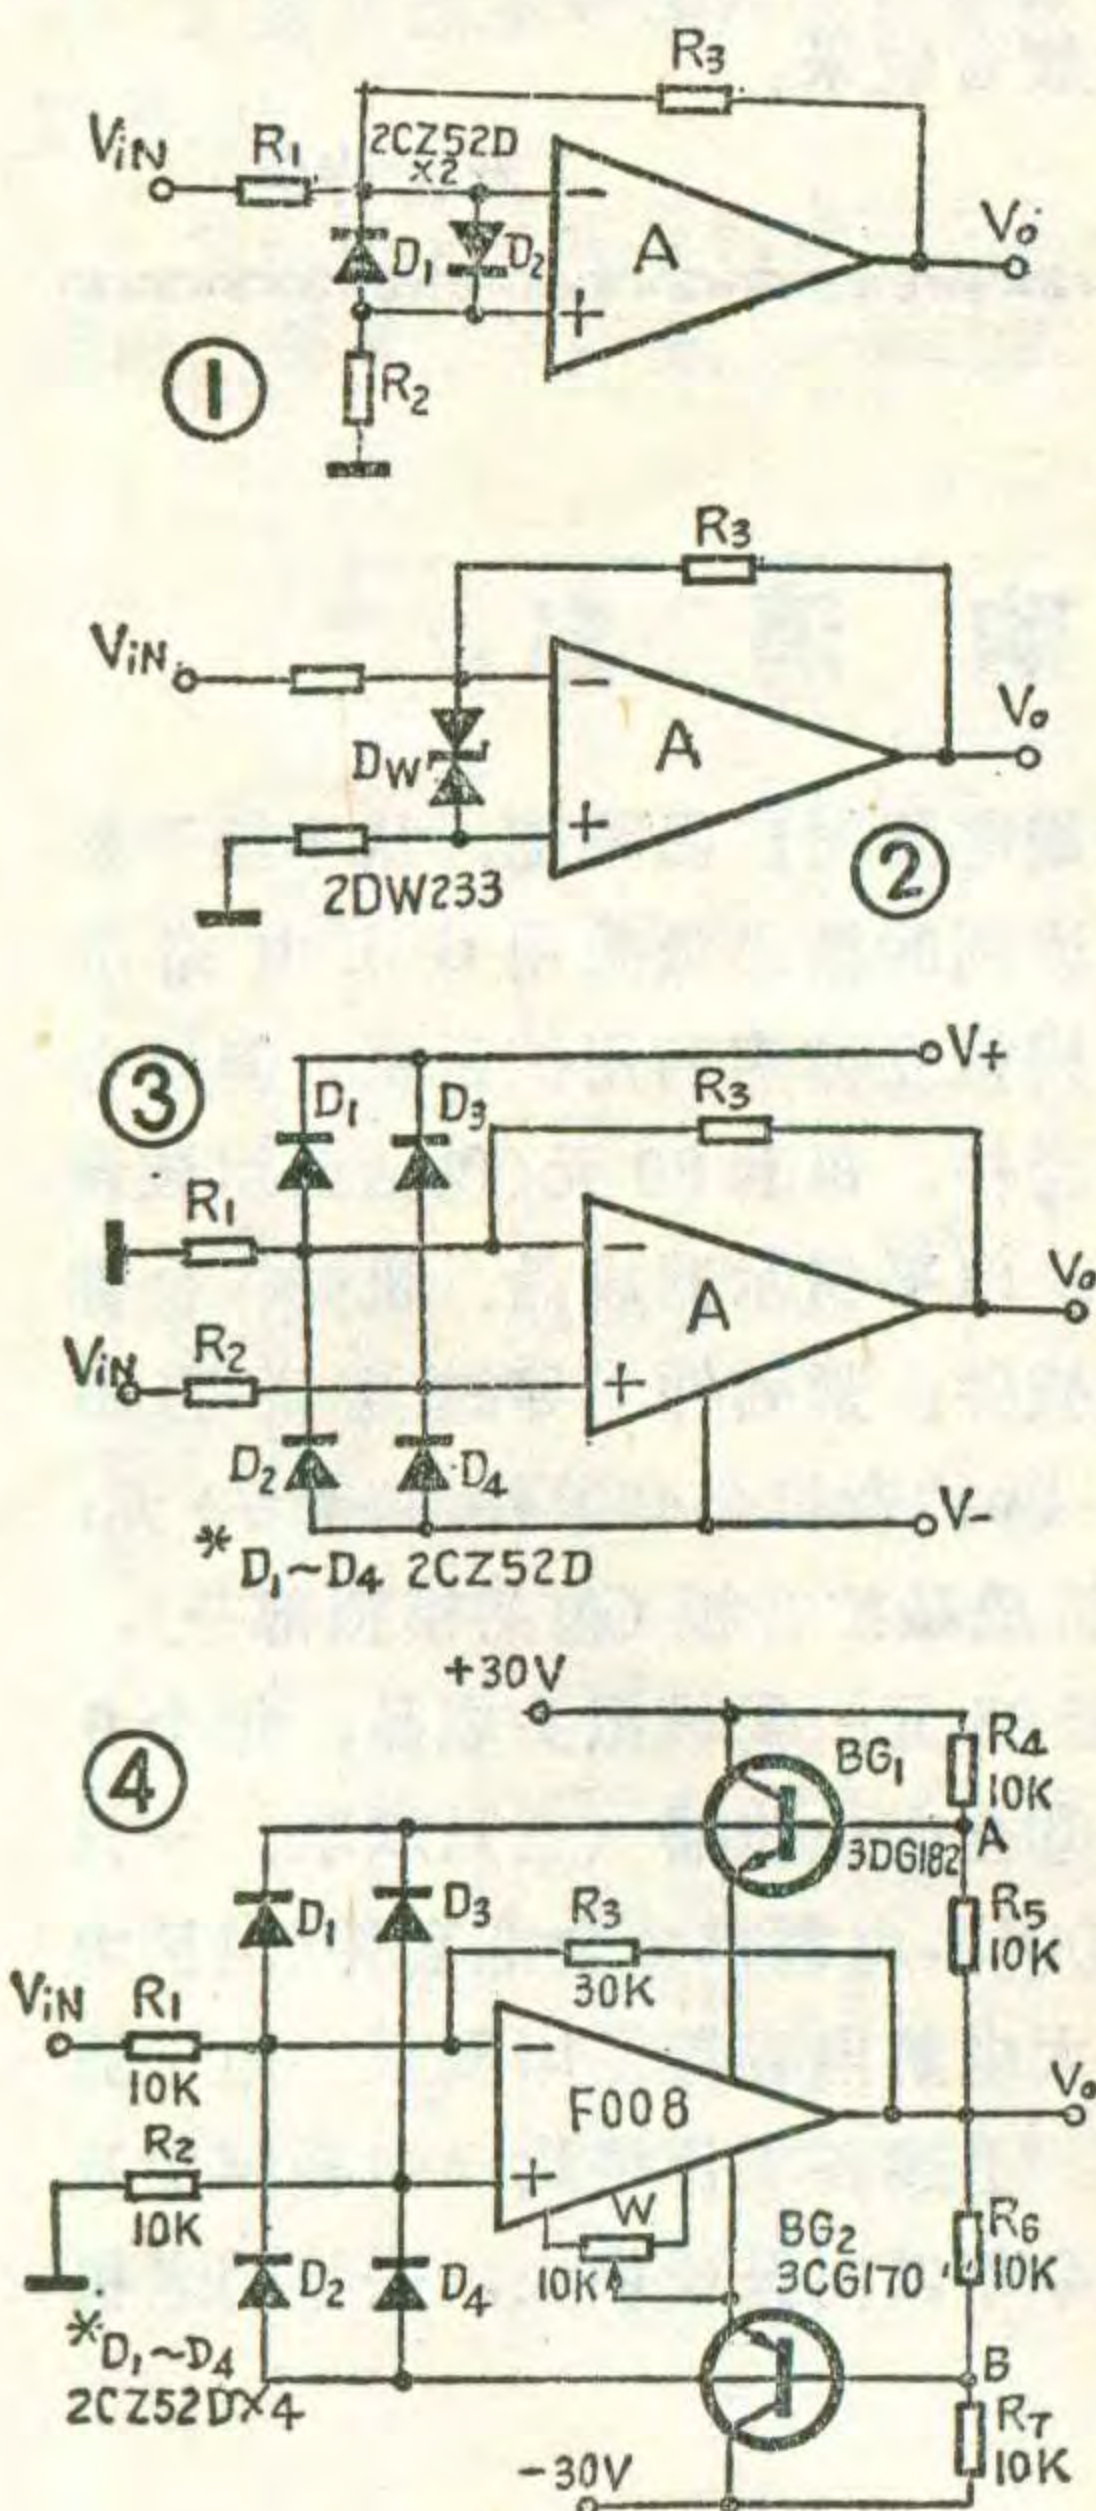 R3
ViN
R1
2CZ52D
×2
−
D1
D2
A
Vo
+
①
R2
R3
ViN
−
DW
A
Vo
+
2DW233
②
③
V+
D1
D3
R3
R1
−
A
Vo
ViN
R2
+
D2
D4
V−
*D1~D4 2CZ52D
+30V
④
BG1
R4
10K
A
3DG182
D1
D3
R3
30K
R5
10K
ViN
R1
10K
−
F008
Vo
R2
10K
+
W
10K
BG2
3CG170
R6
10K
D2
D4
*D1~D4
2CZ52D×4
B
R7
10K
−30V